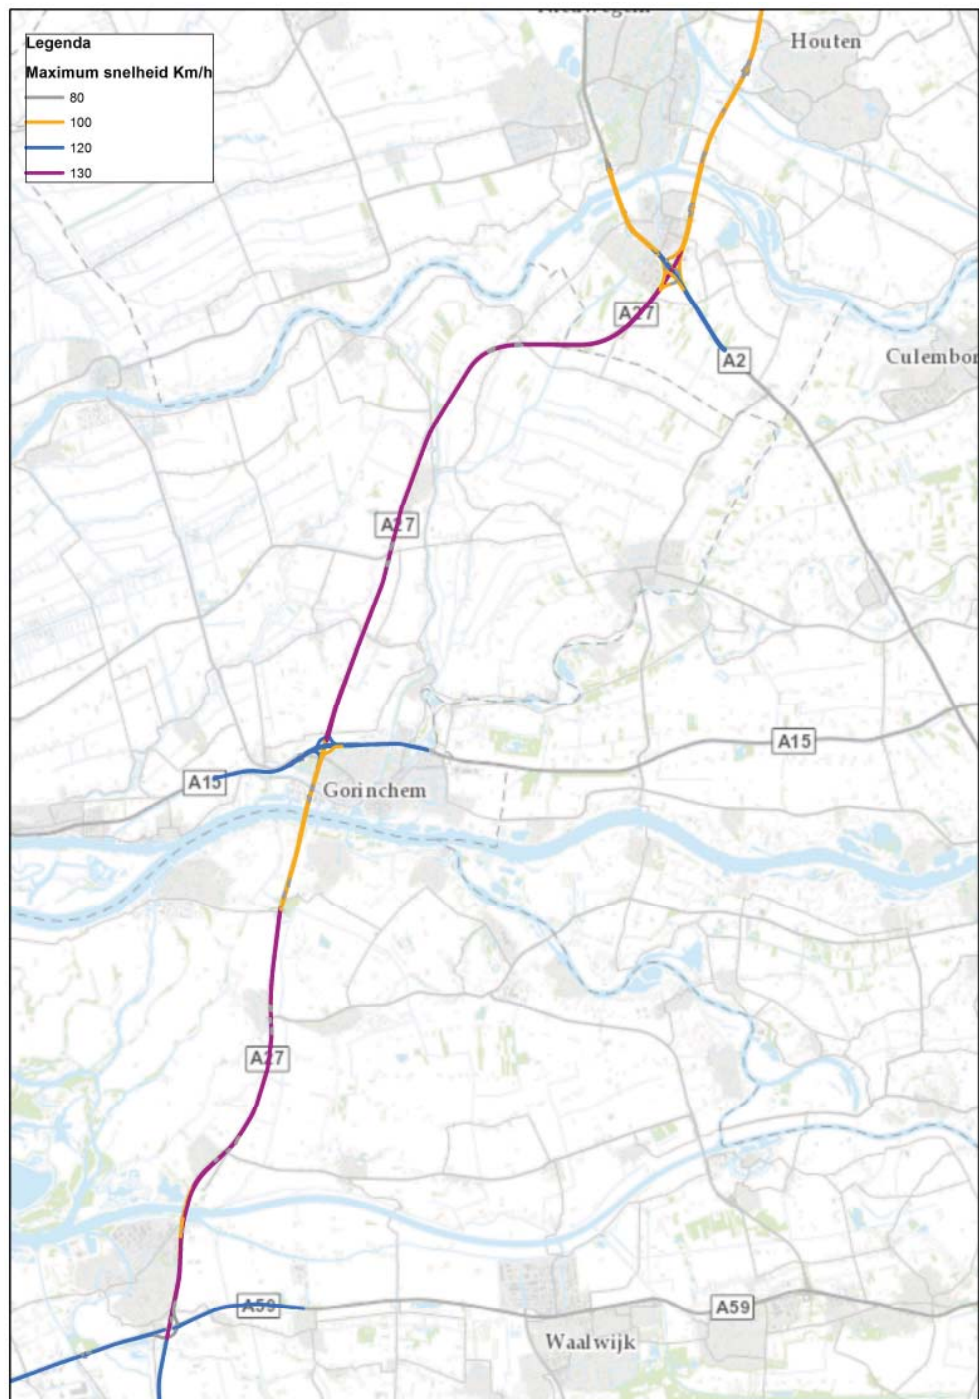 Legenda
Maximum snelheid Km/h
80
100
120
130
Nieuwegein
Houten
A27
A2
Culembor
A27
A15
A15
Gorinchem
A27
A59
A59
Waalwijk